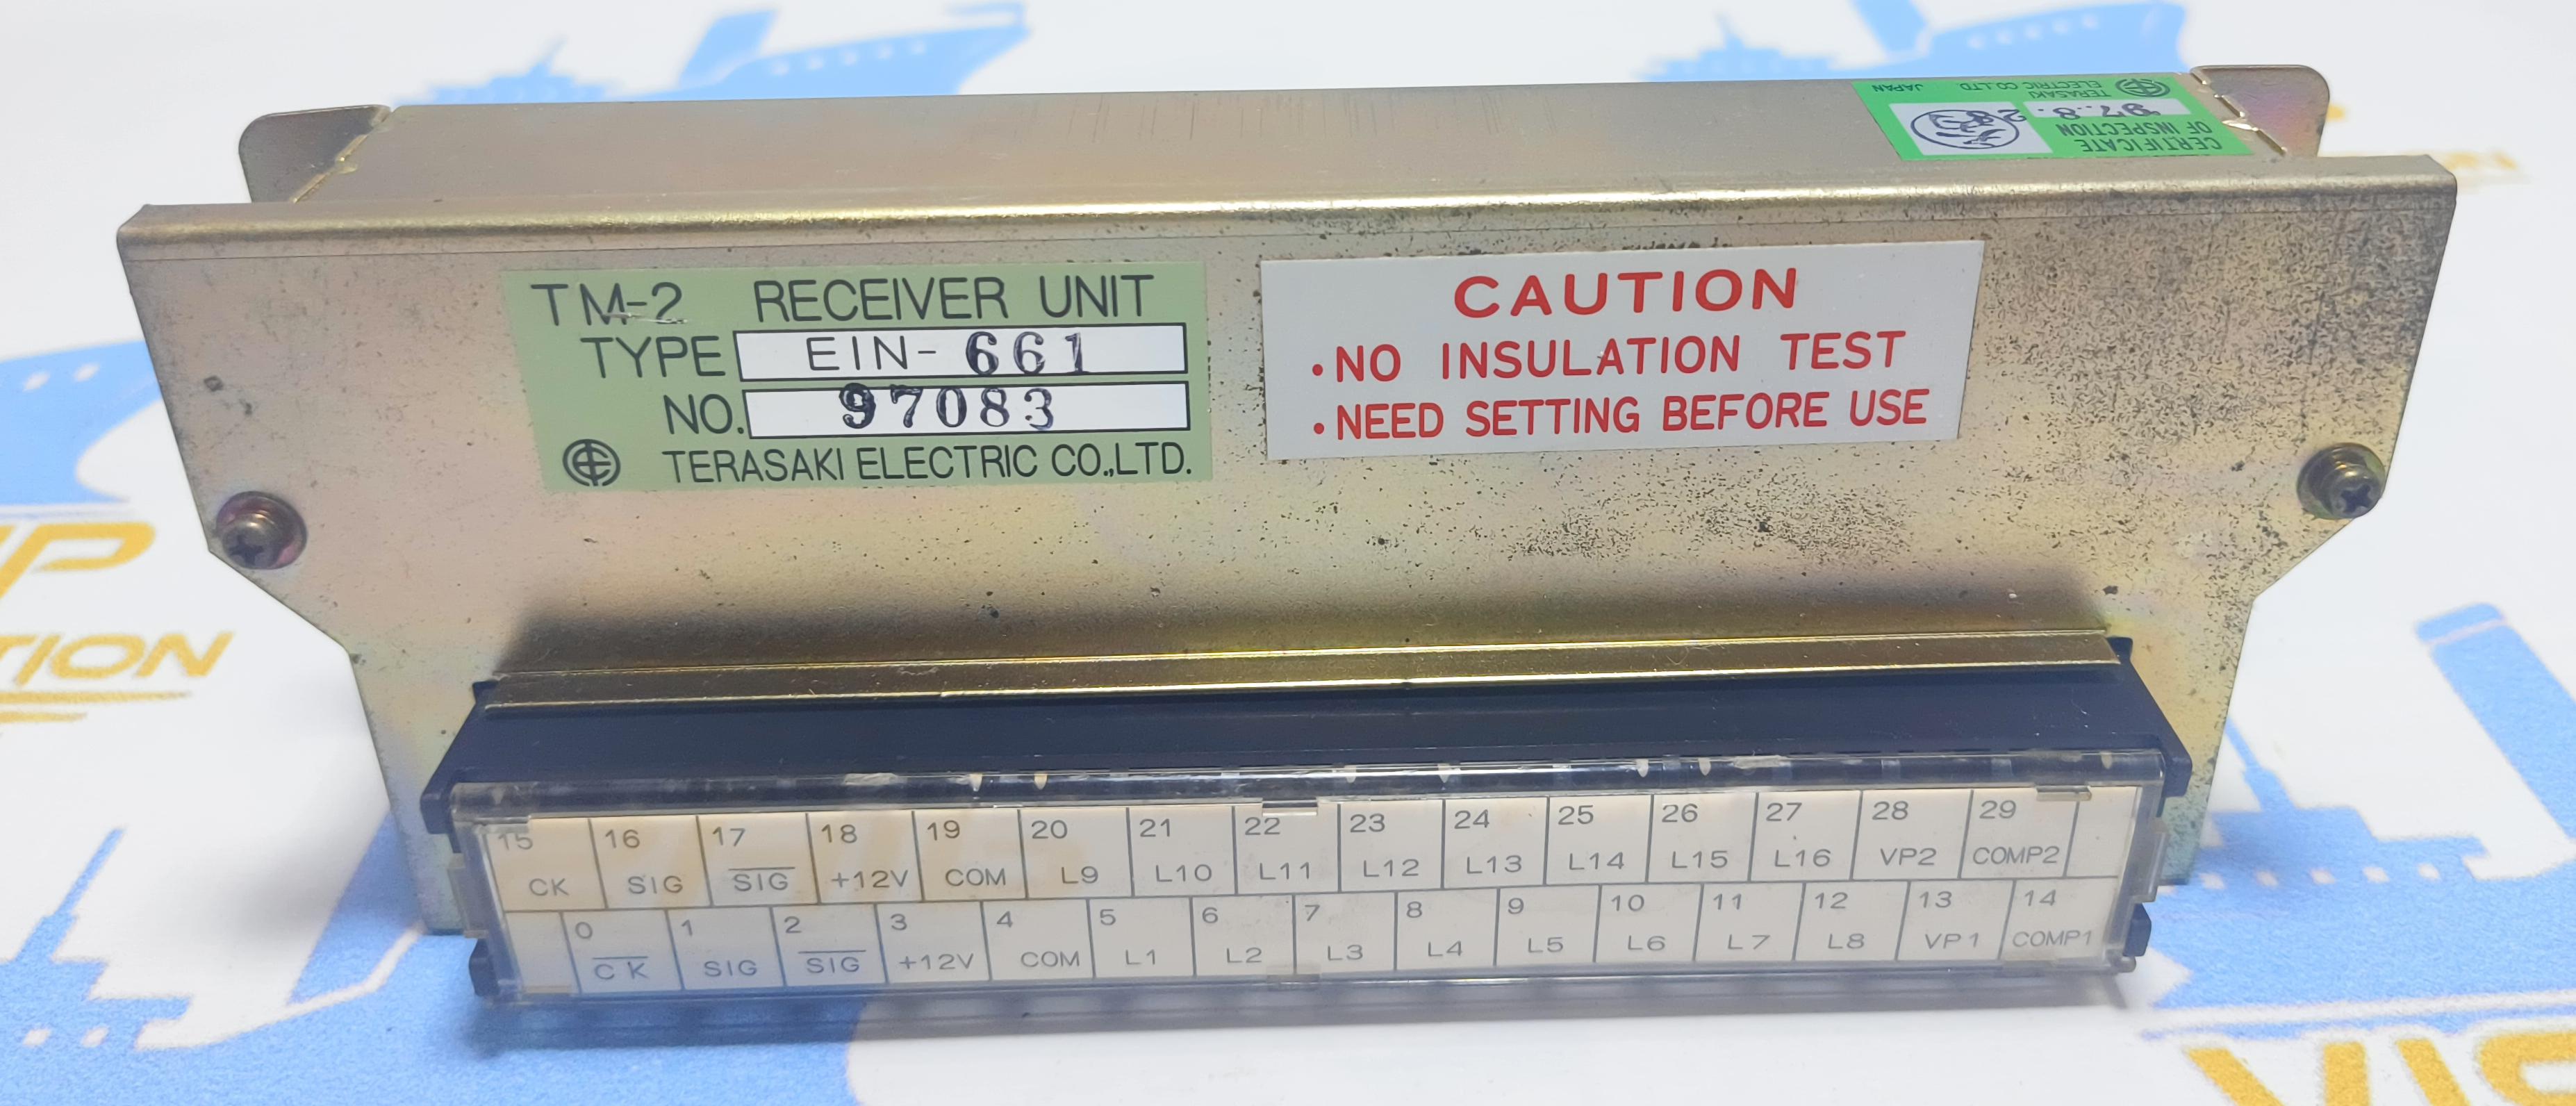 CERTIFICATE
OF INSPECTION
'97.8. 2
TERASAKI
ELECTRIC CO.,LTD. JAPAN
TM-2 RECEIVER UNIT
TYPE EIN-661
NO. 97083
TERASAKI ELECTRIC CO.,LTD.
CAUTION
・NO INSULATION TEST
・NEED SETTING BEFORE USE
15 16 17 18 19 20 21 22 23 24 25 26 27 28 29
CK SIG S̅I̅G̅ +12V COM L9 L10 L11 L12 L13 L14 L15 L16 VP2 COMP2
0 1 2 3 4 5 6 7 8 9 10 11 12 13 14
C̅K̅ SIG S̅I̅G̅ +12V COM L1 L2 L3 L4 L5 L6 L7 L8 VP1 COMP1